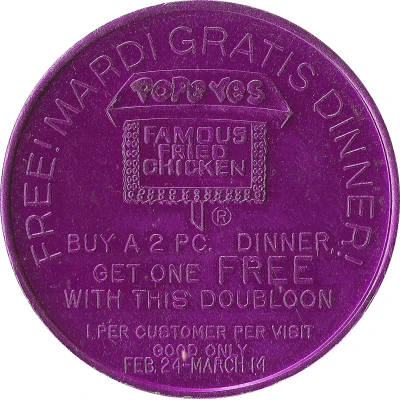 FREE! MARDI GRATIS DINNER!
POPEYES
FAMOUS
FRIED
CHICKEN
®
BUY A 2 PC. DINNER,
GET ONE FREE
WITH THIS DOUBLOON
1 PER CUSTOMER PER VISIT
GOOD ONLY
FEB. 24-MARCH 14